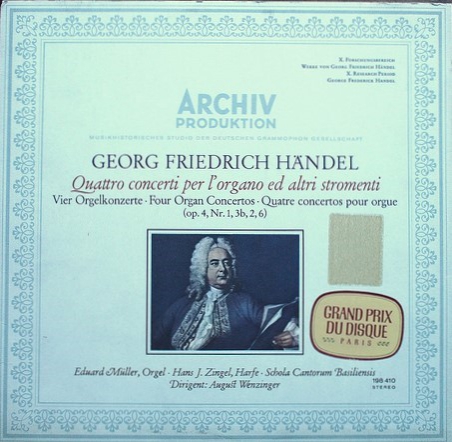 X. Forschungsbereich
Werke von Georg Friedrich Händel
X. Research Period
George Frederick Handel
ARCHIV
PRODUKTION
MUSIKHISTORISCHES STUDIO DER DEUTSCHEN GRAMMOPHON GESELLSCHAFT
GEORG FRIEDRICH HÄNDEL
Quattro concerti per l'organo ed altri stromenti
Vier Orgelkonzerte · Four Organ Concertos · Quatre concertos pour orgue
(op. 4, Nr. 1, 3b, 2, 6)
GRAND PRIX
DU DISQUE
PARIS
Eduard Müller, Orgel · Hans J. Zingel, Harfe · Schola Cantorum Basiliensis
Dirigent: August Wenzinger
198 410
STEREO